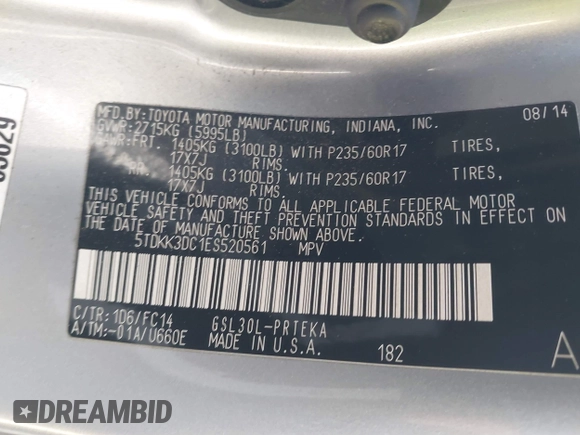 MFD. BY:TOYOTA MOTOR MANUFACTURING, INDIANA, INC. 08/14
GVWR:2715KG (5995LB)
GAWR:FRT. 1405KG (3100LB) WITH P235/60R17 TIRES,
17X7J RIMS.
RR. 1405KG (3100LB) WITH P235/60R17 TIRES,
17X7J RIMS.
THIS VEHICLE CONFORMS TO ALL APPLICABLE FEDERAL MOTOR
VEHICLE SAFETY AND THEFT PREVENTION STANDARDS IN EFFECT ON
THE DATE OF MANUFACTURE SHOWN ABOVE.
5TDKK3DC1ES520561 MPV
C/TR: 1D6/FC14 GSL30L-PRTEKA
A/TM:-01A/U660E MADE IN U.S.A. 182 A
DREAMBID